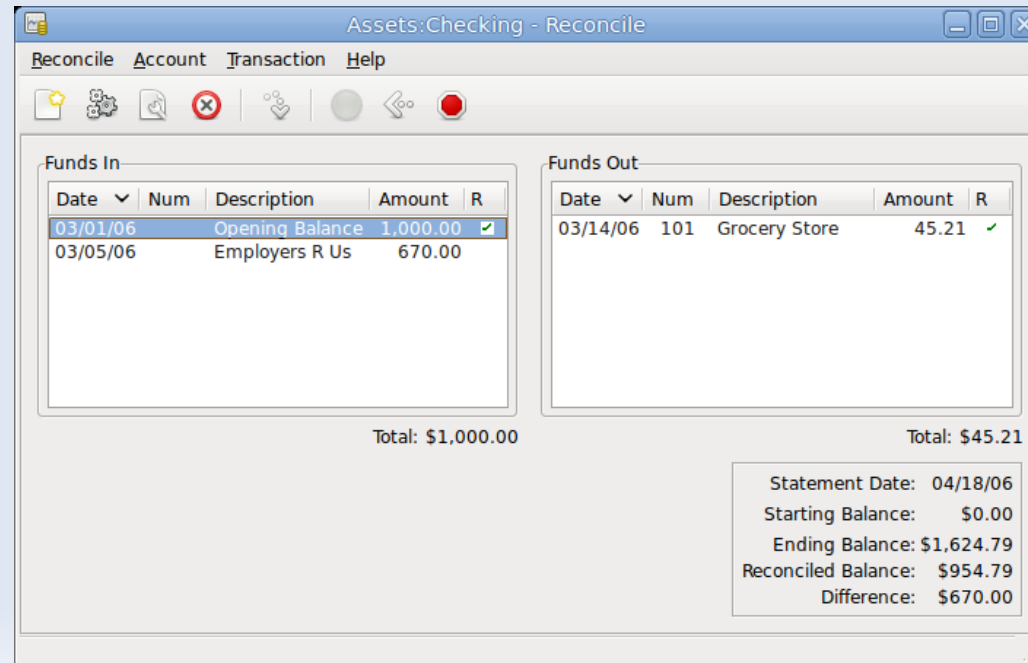 Assets:Checking - Reconcile
Reconcile Account Transaction Help
Funds In
Date Num Description Amount R
03/01/06 Opening Balance 1,000.00
03/05/06 Employers R Us 670.00
Total: $1,000.00
Funds Out
Date Num Description Amount R
03/14/06 101 Grocery Store 45.21
Total: $45.21
Statement Date: 04/18/06
Starting Balance: $0.00
Ending Balance: $1,624.79
Reconciled Balance: $954.79
Difference: $670.00